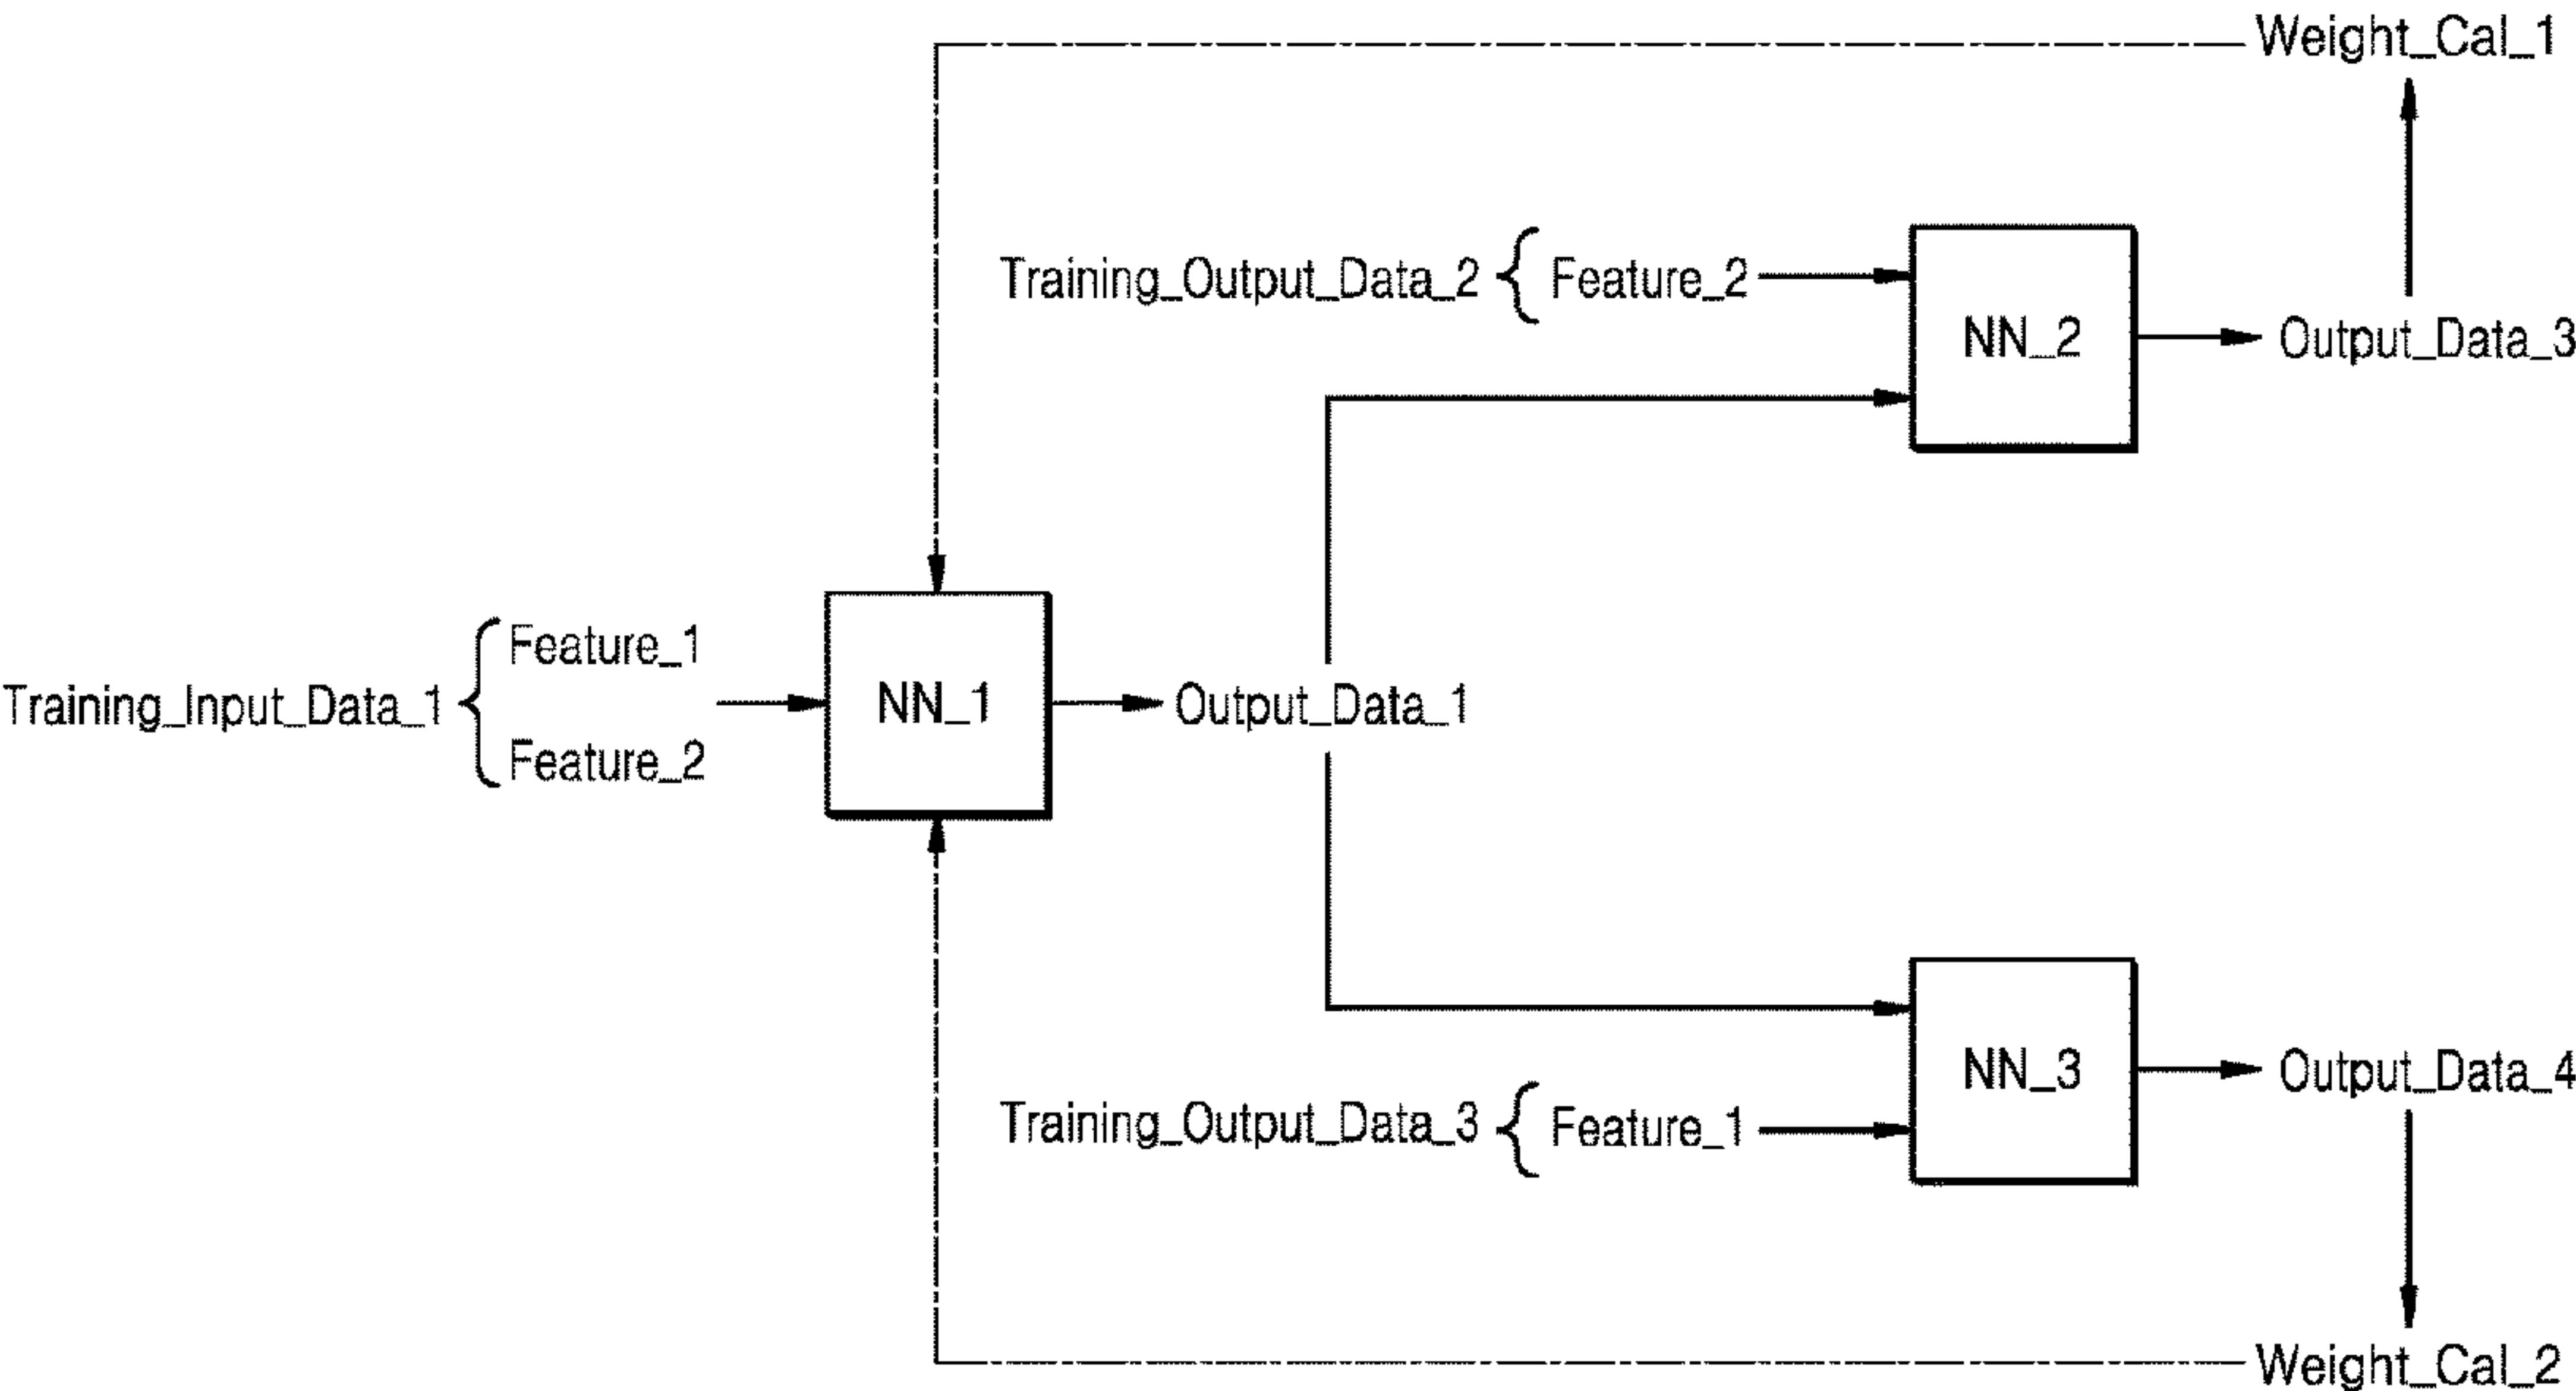 Weight_Cal_1
Training_Output_Data_2 { Feature_2
NN_2
Output_Data_3
Feature_1
Training_Input_Data_1 {
NN_1
Output_Data_1
Feature_2
NN_3
Output_Data_4
Training_Output_Data_3 { Feature_1
Weight_Cal_2